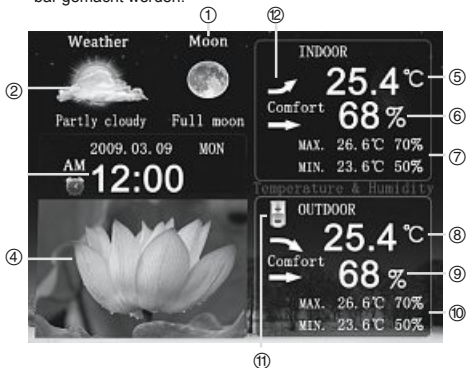 bar gemacht werden.
① ⑫
Weather Moon
②
Partly cloudy Full moon
2009.03.09 MON
AM 12:00
④
INDOOR
25.4℃ ⑤
Comfort 68% ⑥
MAX. 26.6℃ 70%
MIN. 23.6℃ 50% ⑦
Temperature & Humidity
OUTDOOR
25.4℃ ⑧
Comfort 68% ⑨
MAX. 26.6℃ 70%
MIN. 23.6℃ 50% ⑩
⑪